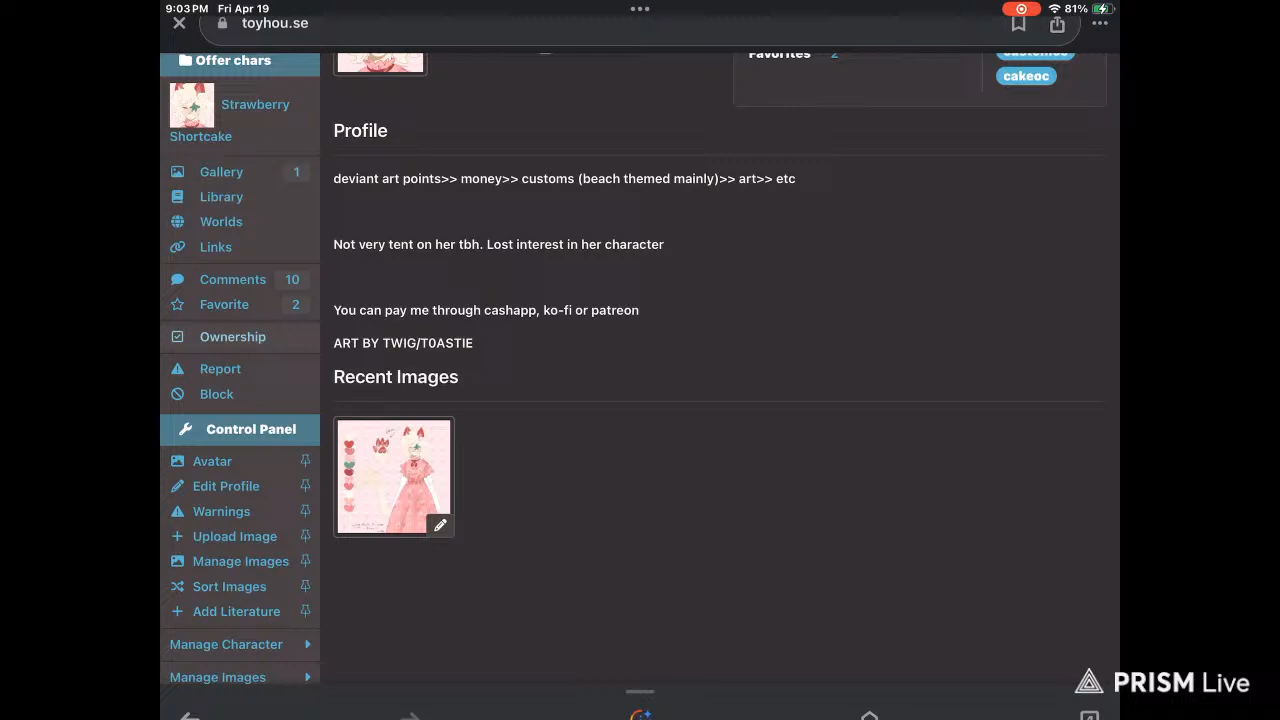 9:03 PM Fri Apr 19
81%
toyhou.se
Offer chars
Strawberry
Shortcake
Gallery 1
Library
Worlds
Links
Comments 10
Favorite 2
Ownership
Report
Block
Control Panel
Avatar
Edit Profile
Warnings
Upload Image
Manage Images
Sort Images
Add Literature
Manage Character
Manage Images
Favorites 2
customoc
cakeoc
Profile
deviant art points>> money>> customs (beach themed mainly)>> art>> etc
Not very tent on her tbh. Lost interest in her character
You can pay me through cashapp, ko-fi or patreon
ART BY TWIG/T0ASTIE
Recent Images
PRISM Live